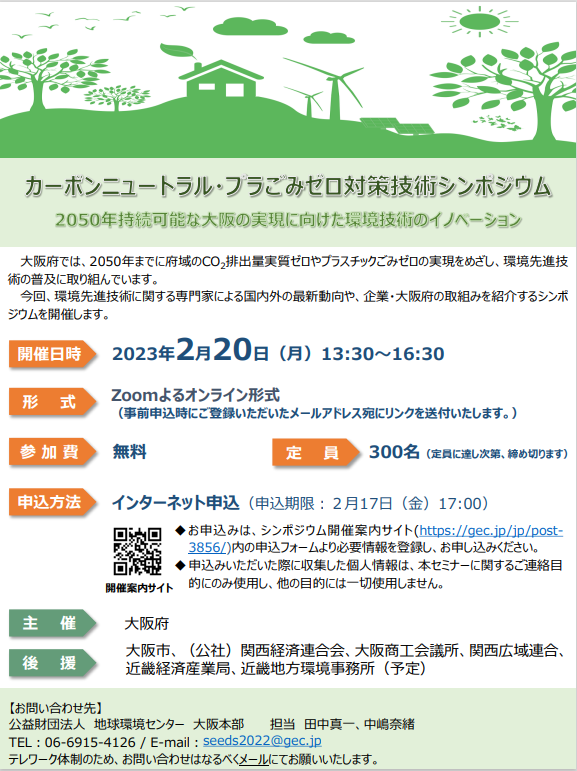 カーボンニュートラル・プラごみゼロ対策技術シンポジウム
2050年持続可能な大阪の実現に向けた環境技術のイノベーション
大阪府では、2050年までに府域のCO2排出量実質ゼロやプラスチックごみゼロの実現をめざし、環境先進技
術の普及に取り組んでいます。
今回、環境先進技術に関する専門家による国内外の最新動向や、企業・大阪府の取組みを紹介するシンポ
ジウムを開催します。
開催日時 2023年2月20日（月）13:30～16:30
形 式 Zoomよるオンライン形式
（事前申込時にご登録いただいたメールアドレス宛にリンクを送付いたします。）
参加費 無料 定 員 300名（定員に達し次第、締め切ります）
申込方法 インターネット申込（申込期限：２月17日（金）17:00）
◆お申込みは、シンポジウム開催案内サイト(https://gec.jp/jp/post-
3856/)内の申込フォームより必要情報を登録し、お申し込みください。
◆申込みいただいた際に収集した個人情報は、本セミナーに関するご連絡目
的にのみ使用し、他の目的には一切使用しません。
開催案内サイト
主 催 大阪府
後 援 大阪市、（公社）関西経済連合会、大阪商工会議所、関西広域連合、
近畿経済産業局、近畿地方環境事務所（予定）
【お問い合わせ先】
公益財団法人 地球環境センター 大阪本部 担当 田中真一、中嶋奈緒
TEL：06-6915-4126 / E-mail：seeds2022@gec.jp
テレワーク体制のため、お問い合わせはなるべくメールにてお願いいたします。